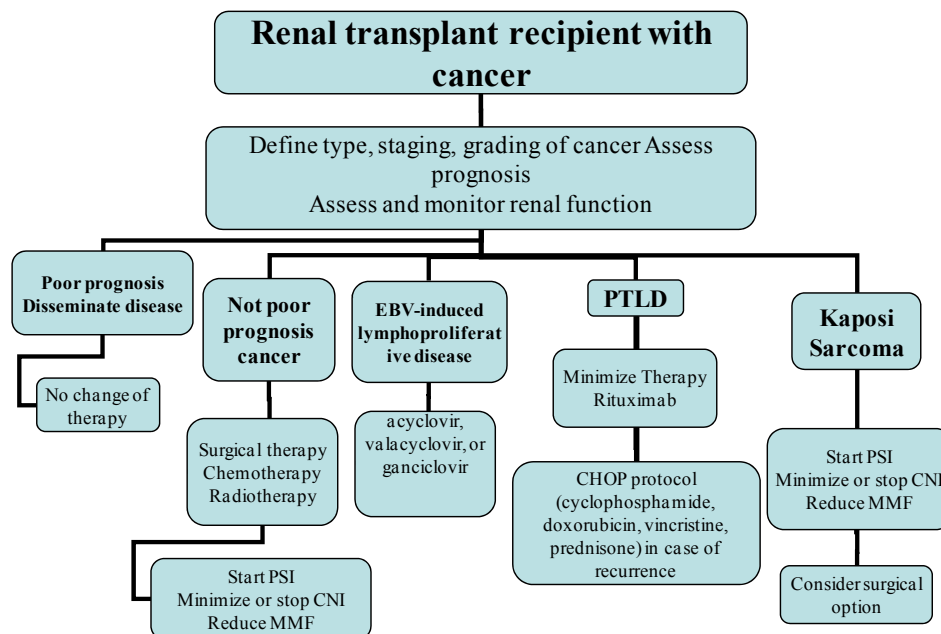 Renal transplant recipient with
cancer
Define type, staging, grading of cancer Assess
prognosis
Assess and monitor renal function
Poor prognosis
Disseminate disease
No change of
therapy
Not poor
prognosis
cancer
Surgical therapy
Chemotherapy
Radiotherapy
Start PSI
Minimize or stop CNI
Reduce MMF
EBV-induced
lymphoproliferat
ive disease
acyclovir,
valacyclovir, or
ganciclovir
PTLD
Minimize Therapy
Rituximab
CHOP protocol
(cyclophosphamide,
doxorubicin, vincristine,
prednisone) in case of
recurrence
Kaposi
Sarcoma
Start PSI
Minimize or stop CNI
Reduce MMF
Consider surgical
option